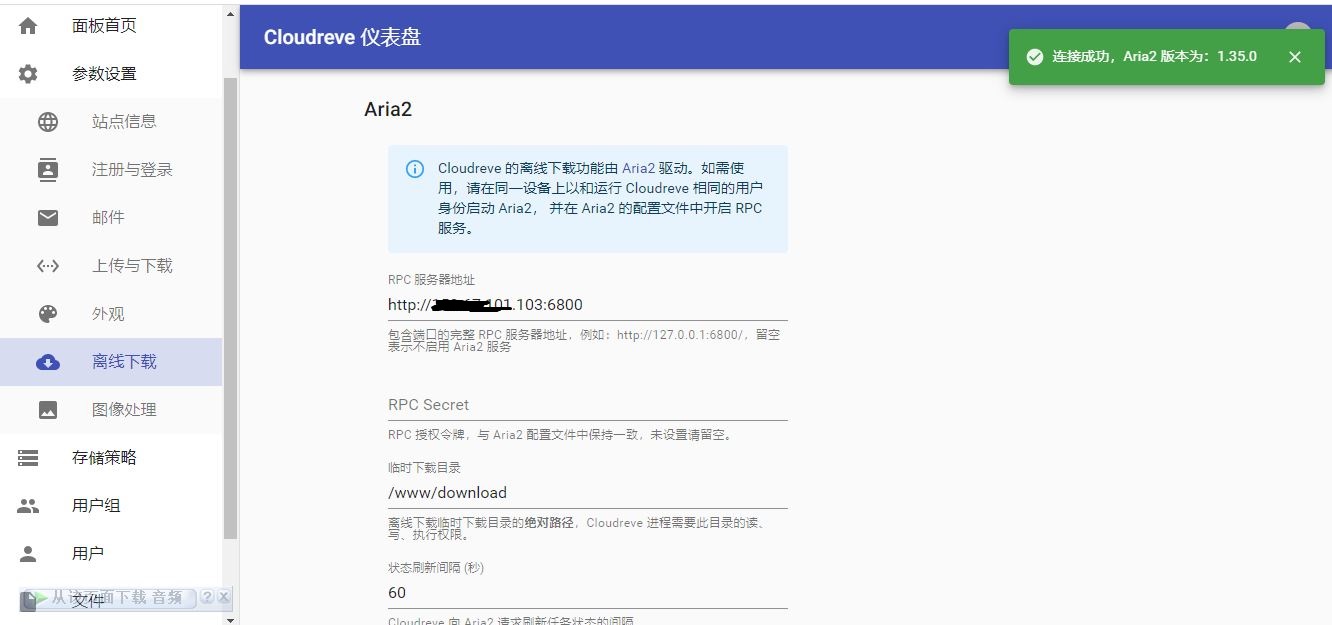 面板首页
参数设置
站点信息
注册与登录
邮件
上传与下载
外观
离线下载
图像处理
存储策略
用户组
用户
文件
从该页面下载 音频
Cloudreve 仪表盘
连接成功，Aria2 版本为：1.35.0
Aria2
Cloudreve 的离线下载功能由 Aria2 驱动。如需使
用，请在同一设备上以和运行 Cloudreve 相同的用户
身份启动 Aria2， 并在 Aria2 的配置文件中开启 RPC
服务。
RPC 服务器地址
http://101.103:6800
包含端口的完整 RPC 服务器地址，例如：http://127.0.0.1:6800/，留空
表示不启用 Aria2 服务
RPC Secret
RPC 授权令牌，与 Aria2 配置文件中保持一致，未设置请留空。
临时下载目录
/www/download
离线下载临时下载目录的绝对路径，Cloudreve 进程需要此目录的读、
写、执行权限。
状态刷新间隔 (秒)
60
Cloudreve 向 Aria2 请求刷新任务状态的间隔